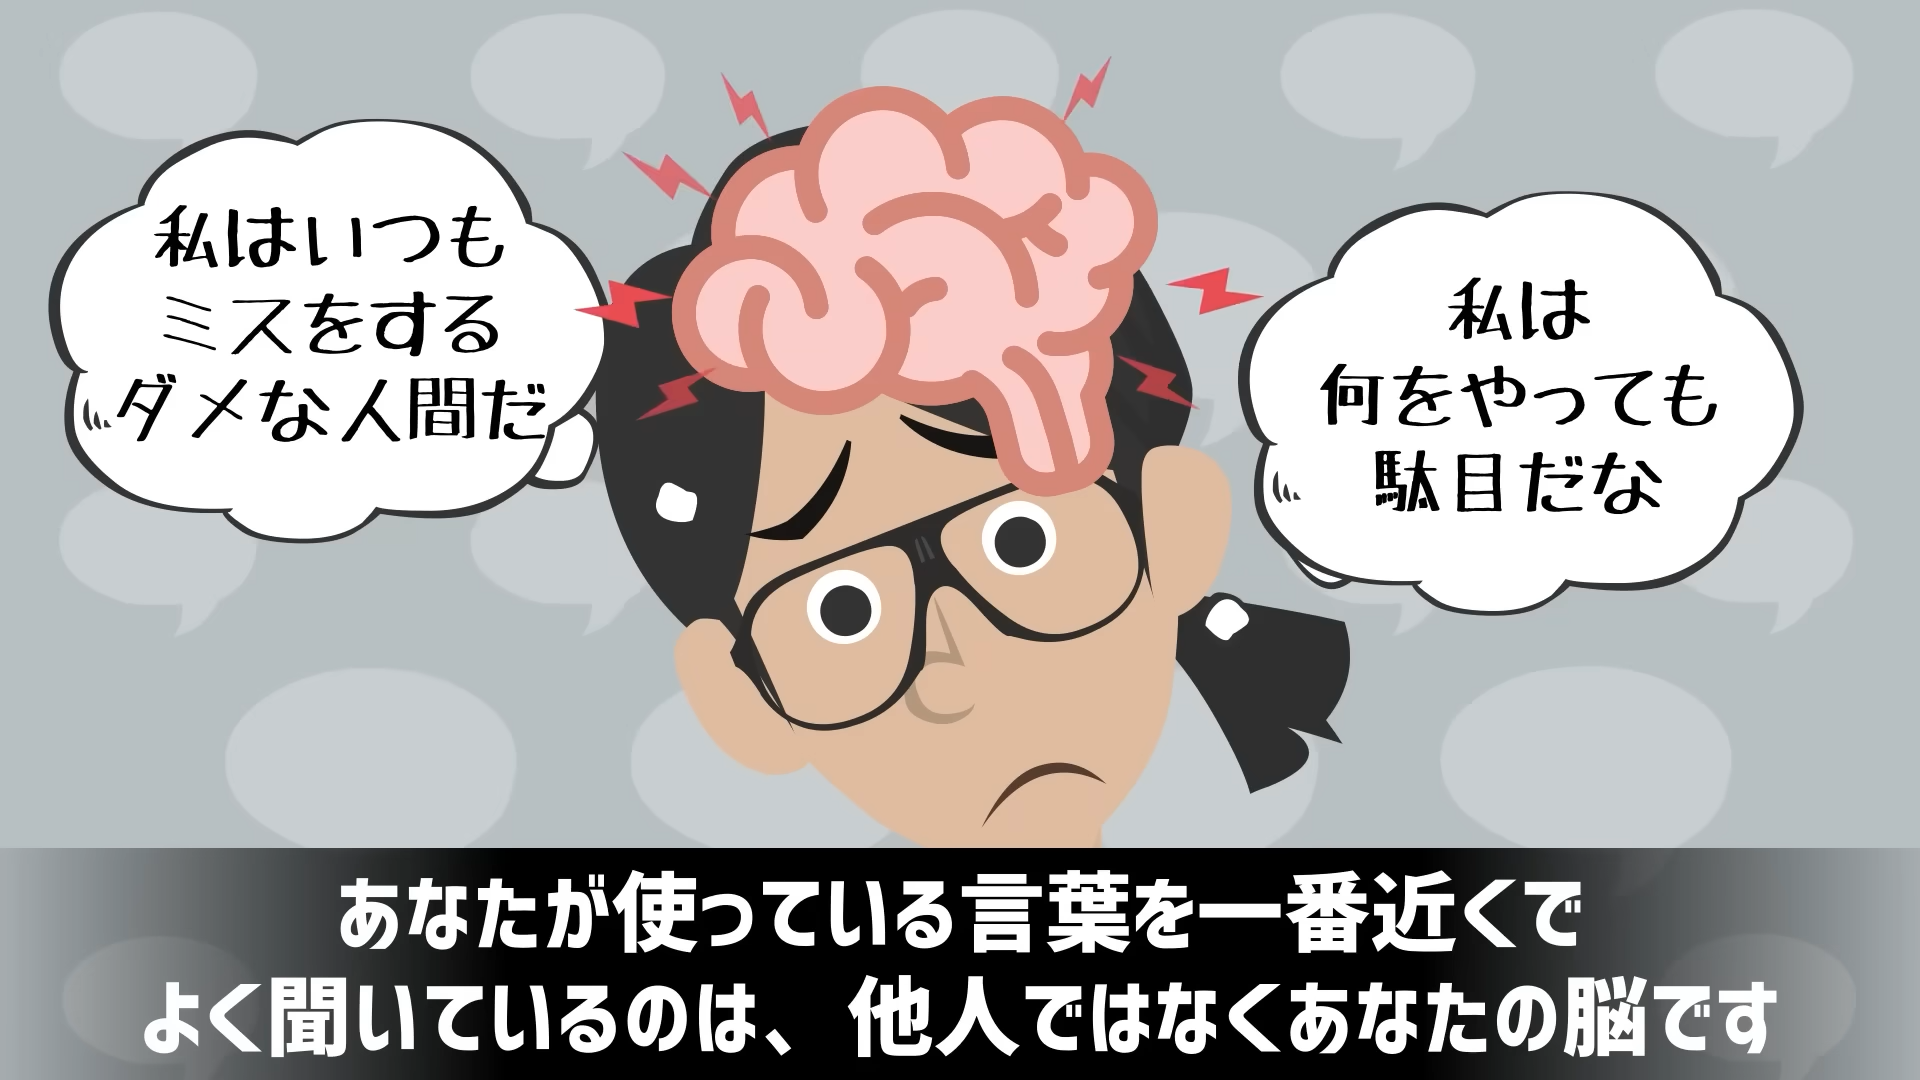 私はいつも
ミスをする
ダメな人間だ
私は
何をやっても
駄目だな
あなたが使っている言葉を一番近くで
よく聞いているのは、他人ではなくあなたの脳です